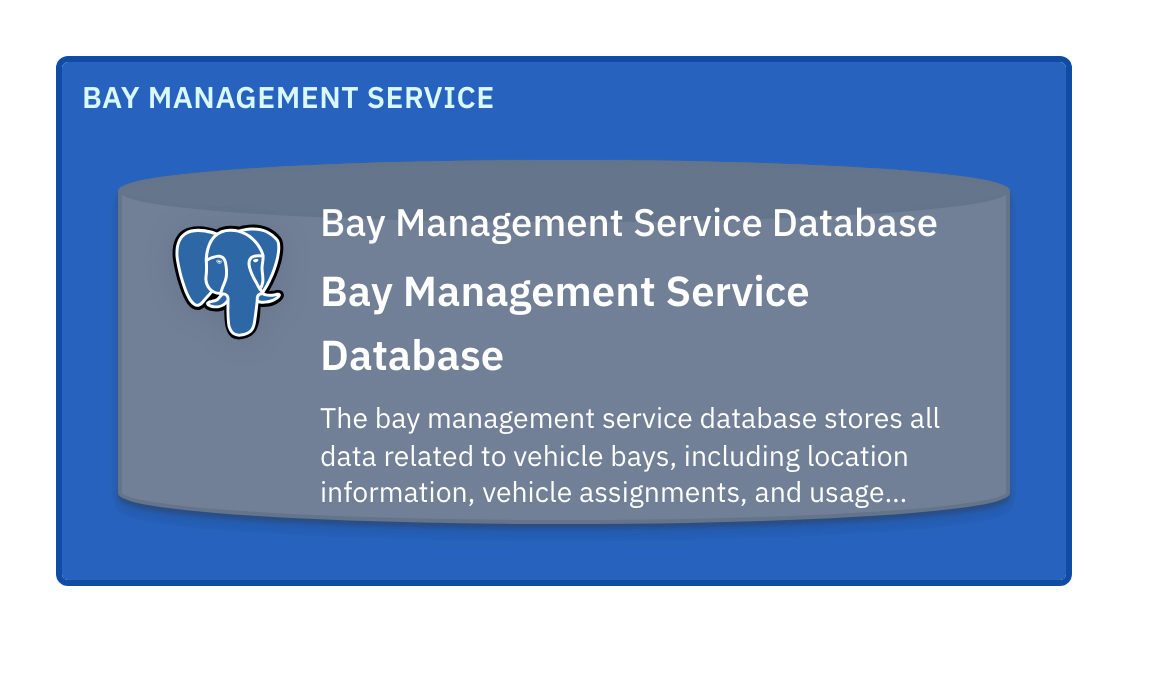 BAY MANAGEMENT SERVICE
Bay Management Service Database
Bay Management Service
Database
The bay management service database stores all
data related to vehicle bays, including location
information, vehicle assignments, and usage...